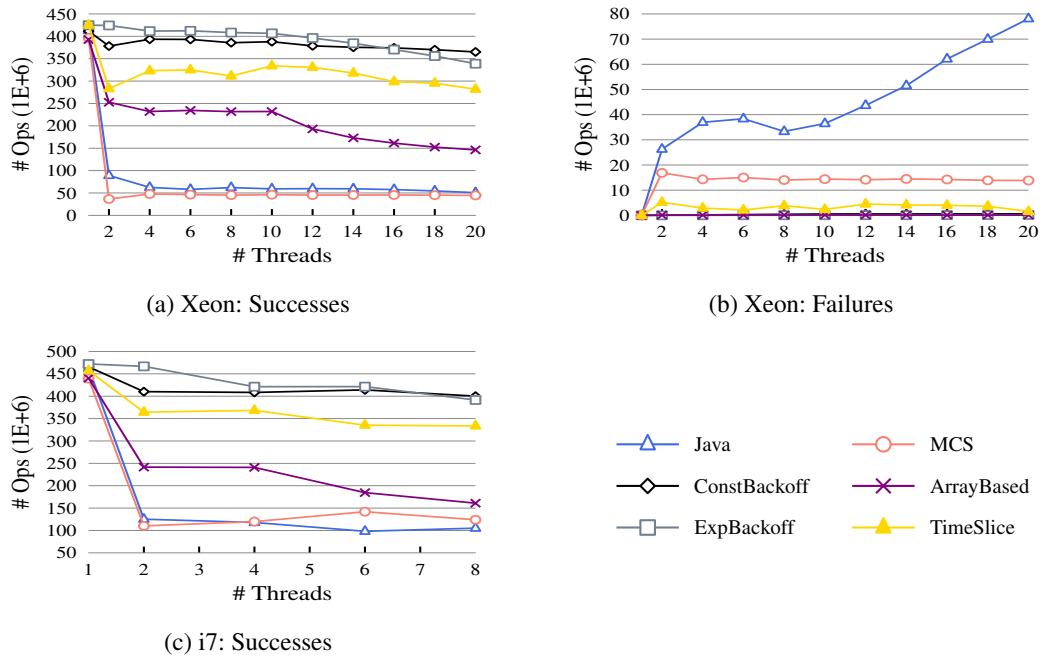 450
400
350
300
250
200
150
100
50
0
# Ops (1E+6)
2 4 6 8 10 12 14 16 18 20
# Threads
(a) Xeon: Successes
80
70
60
50
40
30
20
10
0
# Ops (1E+6)
2 4 6 8 10 12 14 16 18 20
# Threads
(b) Xeon: Failures
500
450
400
350
300
250
200
150
100
50
# Ops (1E+6)
1 2 3 4 5 6 7 8
# Threads
(c) i7: Successes
Java
ConstBackoff
ExpBackoff
MCS
ArrayBased
TimeSlice